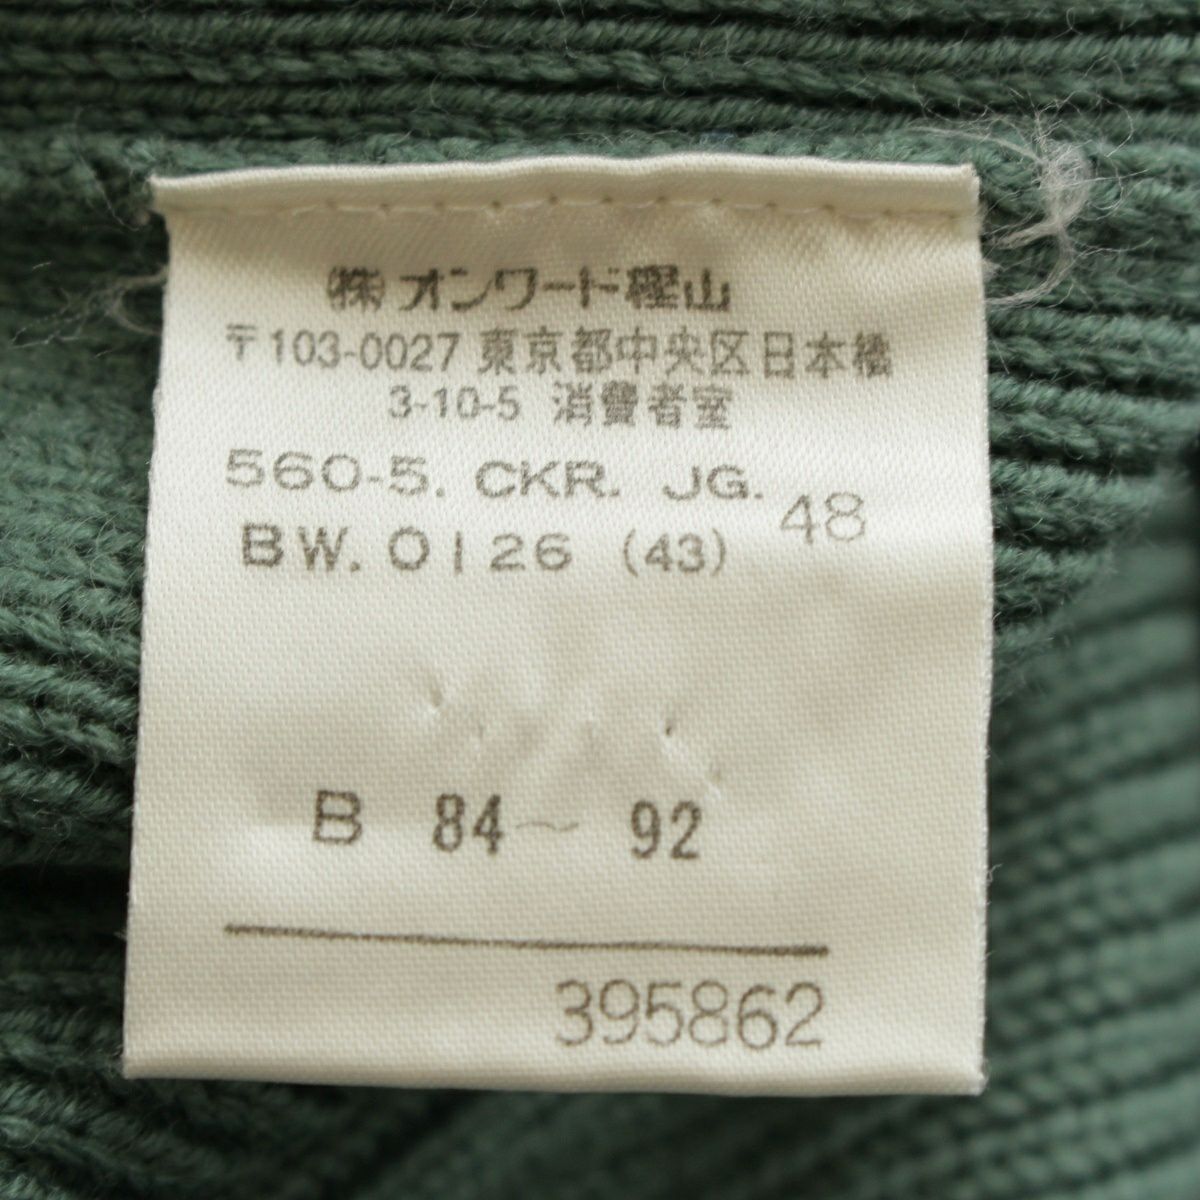 ㈱オンワード樫山
〒103-0027 東京都中央区日本橋
3-10-5 消費者室
560-5. CKR. JG. 48
BW. 0126 (43)
B 84〜 92
395862